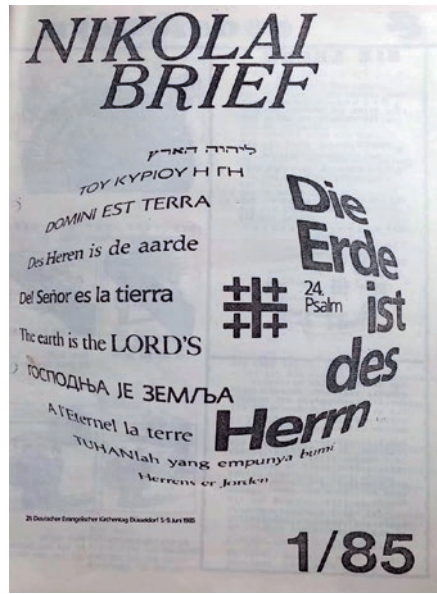 NIKOLAI
BRIEF
ליהוה הארץ
ΤΟΥ ΚΥΡΙΟΥ Η ΓΗ
DOMINI EST TERRA
Des Heren is de aarde
Del Señor es la tierra
The earth is the LORD'S
ГОСПОДЊА ЈЕ ЗЕМЉА
A l'Eternel la terre
TUHANlah yang empunya bumi
Herrens er Jorden
Die
Erde
ist
des
Herrn
24.
Psalm
21. Deutscher Evangelischer Kirchentag Düsseldorf 5-9. Juni 1985
1/85